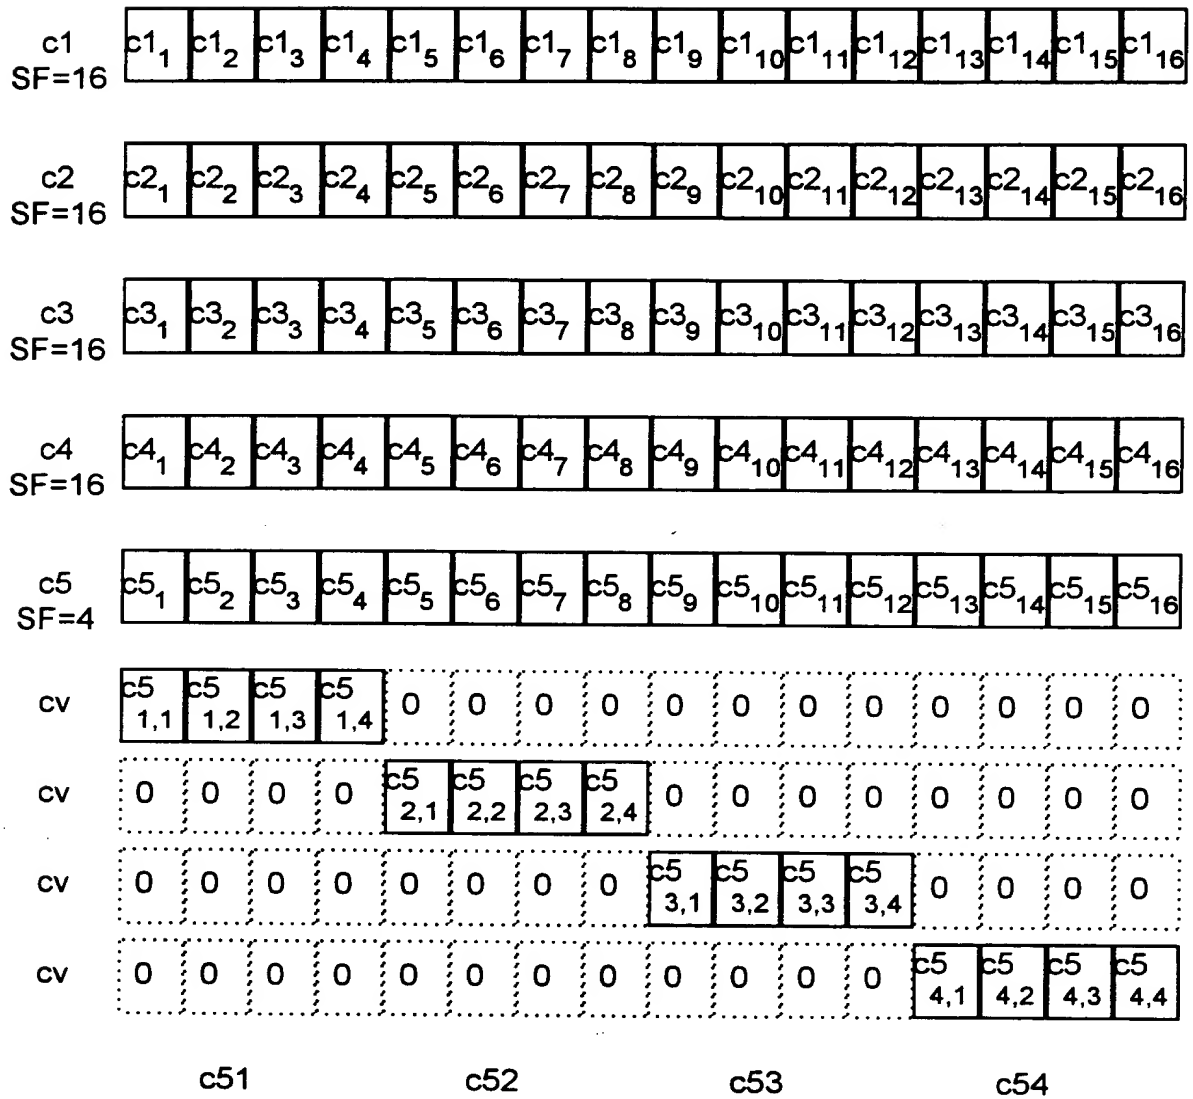 c1 c1₁ c1₂ c1₃ c1₄ c1₅ c1₆ c1₇ c1₈ c1₉ c1₁₀ c1₁₁ c1₁₂ c1₁₃ c1₁₄ c1₁₅ c1₁₆
SF=16
c2 c2₁ c2₂ c2₃ c2₄ c2₅ c2₆ c2₇ c2₈ c2₉ c2₁₀ c2₁₁ c2₁₂ c2₁₃ c2₁₄ c2₁₅ c2₁₆
SF=16
c3 c3₁ c3₂ c3₃ c3₄ c3₅ c3₆ c3₇ c3₈ c3₉ c3₁₀ c3₁₁ c3₁₂ c3₁₃ c3₁₄ c3₁₅ c3₁₆
SF=16
c4 c4₁ c4₂ c4₃ c4₄ c4₅ c4₆ c4₇ c4₈ c4₉ c4₁₀ c4₁₁ c4₁₂ c4₁₃ c4₁₄ c4₁₅ c4₁₆
SF=16
c5 c5₁ c5₂ c5₃ c5₄ c5₅ c5₆ c5₇ c5₈ c5₉ c5₁₀ c5₁₁ c5₁₂ c5₁₃ c5₁₄ c5₁₅ c5₁₆
SF=4
cv c5 1,1 c5 1,2 c5 1,3 c5 1,4 0 0 0 0 0 0 0 0 0 0 0 0
cv 0 0 0 0 c5 2,1 c5 2,2 c5 2,3 c5 2,4 0 0 0 0 0 0 0 0
cv 0 0 0 0 0 0 0 0 c5 3,1 c5 3,2 c5 3,3 c5 3,4 0 0 0 0
cv 0 0 0 0 0 0 0 0 0 0 0 0 c5 4,1 c5 4,2 c5 4,3 c5 4,4
c51 c52 c53 c54